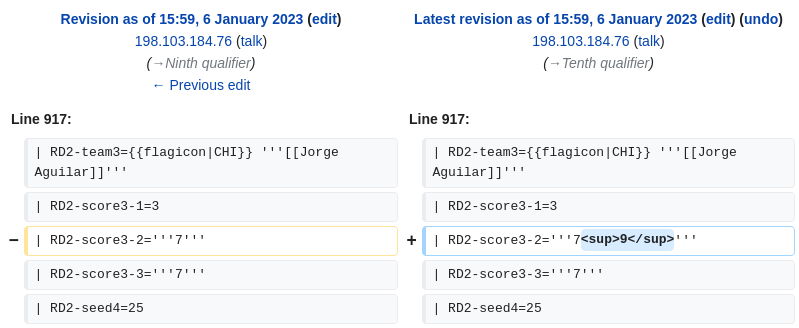 Revision as of 15:59, 6 January 2023 (edit)
198.103.184.76 (talk)
(→Ninth qualifier)
← Previous edit
Latest revision as of 15:59, 6 January 2023 (edit) (undo)
198.103.184.76 (talk)
(→Tenth qualifier)
Line 917:
Line 917:
| RD2-team3={{flagicon|CHI}} '''[[Jorge
Aguilar]]'''
| RD2-team3={{flagicon|CHI}} '''[[Jorge
Aguilar]]'''
| RD2-score3-1=3
| RD2-score3-1=3
− | RD2-score3-2='''7'''
+ | RD2-score3-2='''7<sup>9</sup>'''
| RD2-score3-3='''7'''
| RD2-score3-3='''7'''
| RD2-seed4=25
| RD2-seed4=25